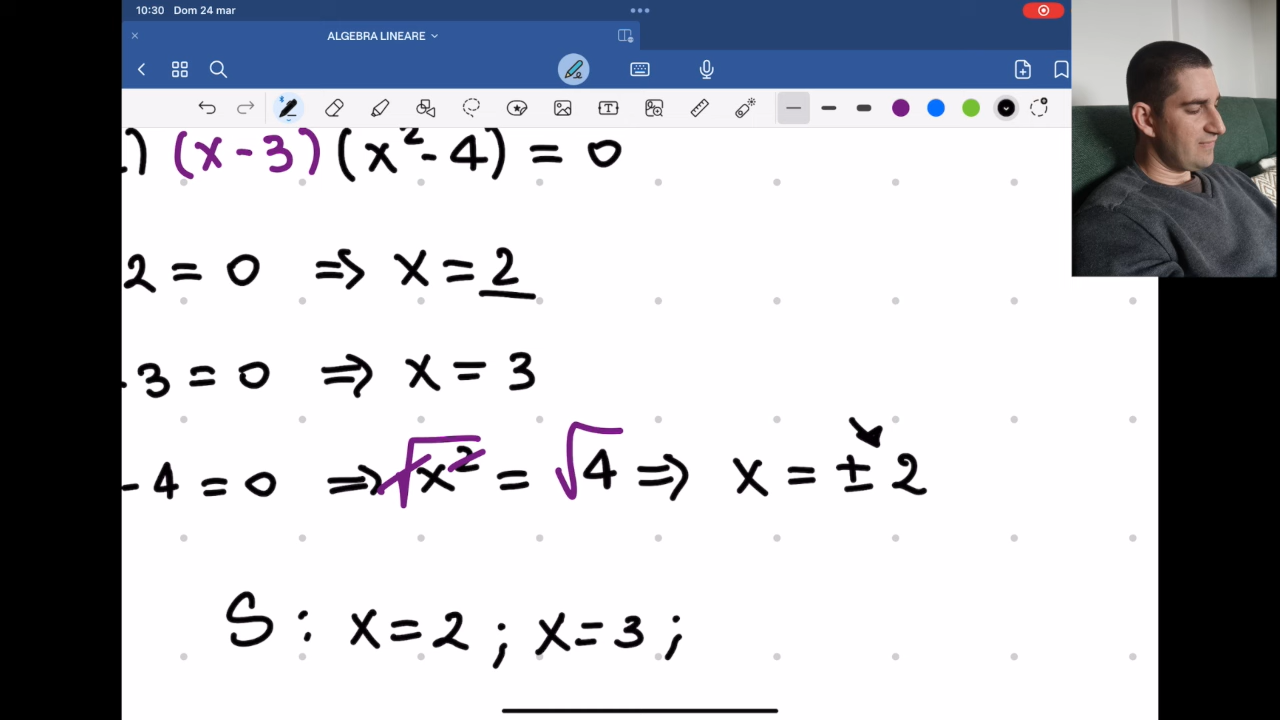 10:30 Dom 24 mar
ALGEBRA LINEARE
) (x-3) (x²-4) = 0
2 = 0 ⇒ x = 2
-3 = 0 ⇒ x = 3
-4 = 0 ⇒ √x² = √4 ⇒ x = ±2
S : x=2 ; x=3 ;